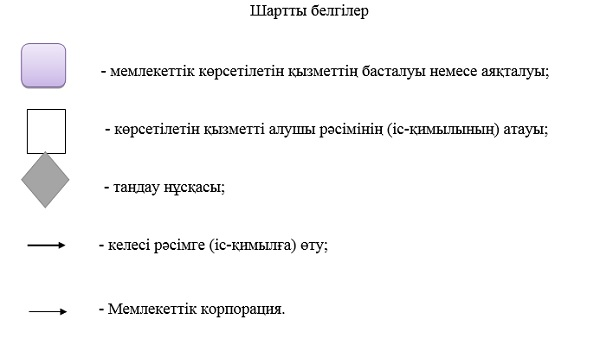 Шартты белгілер
- мемлекеттік көрсетілетін қызметтің басталуы немесе аяқталуы;
- көрсетілетін қызметті алушы рәсімінің (іс-қимылының) атауы;
- таңдау нұсқасы;
- келесі рәсімге (іс-қимылға) өту;
- Мемлекеттік корпорация.